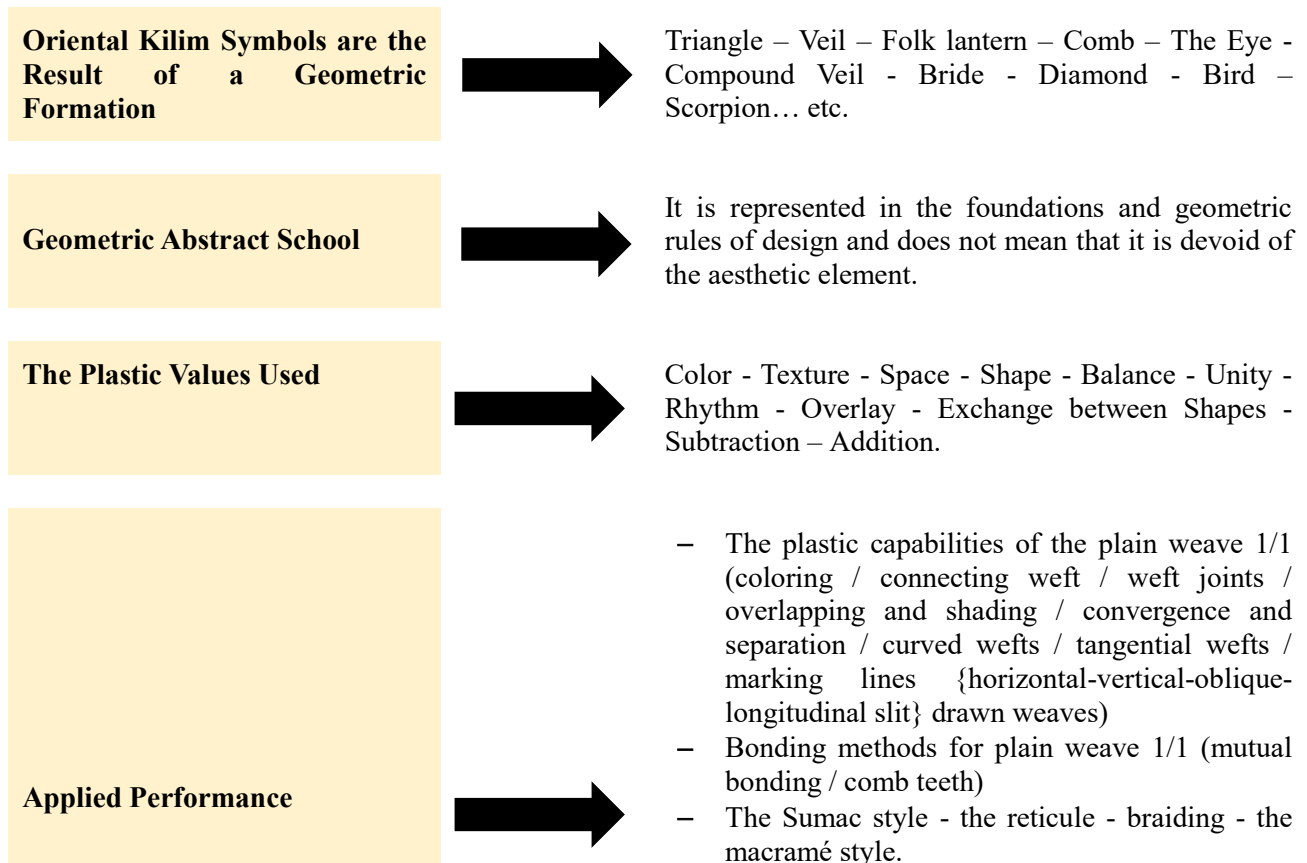 Oriental Kilim Symbols are the
Result of a Geometric
Formation
Triangle – Veil – Folk lantern – Comb – The Eye -
Compound Veil - Bride - Diamond - Bird –
Scorpion… etc.
Geometric Abstract School
It is represented in the foundations and geometric
rules of design and does not mean that it is devoid of
the aesthetic element.
The Plastic Values Used
Color - Texture - Space - Shape - Balance - Unity -
Rhythm - Overlay - Exchange between Shapes -
Subtraction – Addition.
Applied Performance
– The plastic capabilities of the plain weave 1/1
(coloring / connecting weft / weft joints /
overlapping and shading / convergence and
separation / curved wefts / tangential wefts /
marking lines {horizontal-vertical-oblique-
longitudinal slit} drawn weaves)
– Bonding methods for plain weave 1/1 (mutual
bonding / comb teeth)
– The Sumac style - the reticule - braiding - the
macramé style.